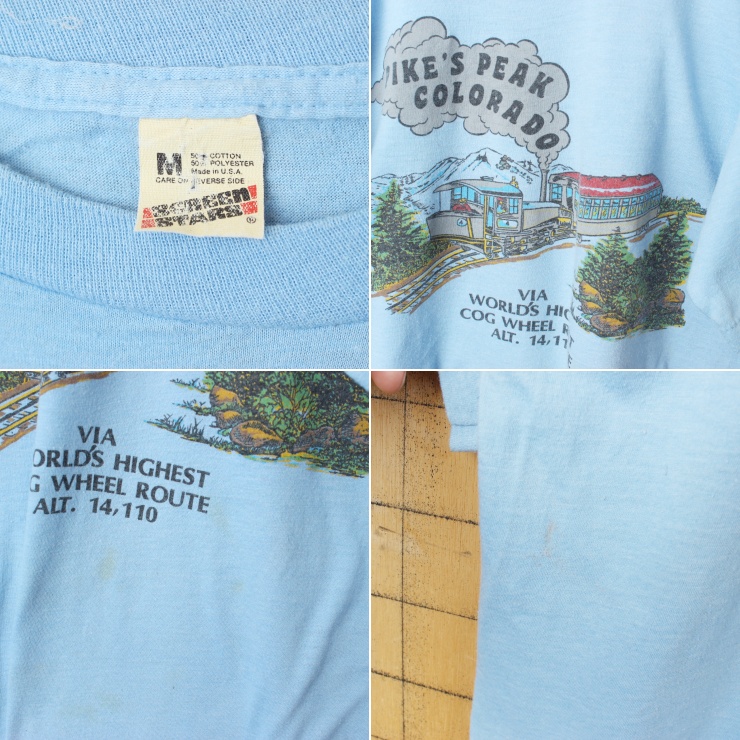 M
50% COTTON
50% POLYESTER
Made in U.S.A.
CARE ON REVERSE SIDE
SCREEN
STARS
®
PIKE'S PEAK
COLORADO
VIA
WORLD'S HIG
COG WHEEL R
ALT. 14,11
VIA
ORLD'S HIGHEST
G WHEEL ROUTE
ALT. 14,110